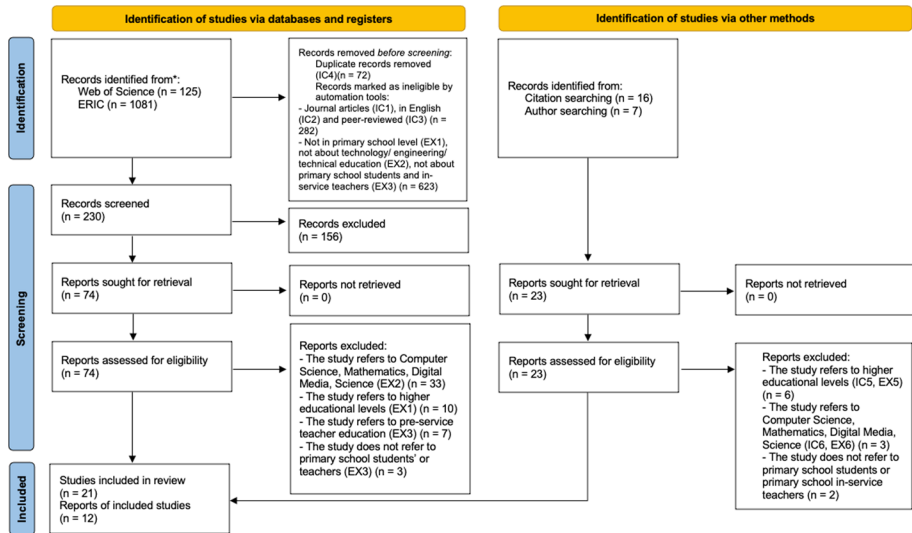 Identification of studies via databases and registers
Identification of studies via other methods
Identification
Records identified from*:
Web of Science (n = 125)
ERIC (n = 1081)
Records removed before screening:
Duplicate records removed
(IC4)(n = 72)
Records marked as ineligible by
automation tools:
- Journal articles (IC1), in English
(IC2) and peer-reviewed (IC3) (n =
282)
- Not in primary school level (EX1),
not about technology/ engineering/
technical education (EX2), not about
primary school students and in-
service teachers (EX3) (n = 623)
Records identified from:
Citation searching (n = 16)
Author searching (n = 7)
Screening
Records screened
(n = 230)
Records excluded
(n = 156)
Reports sought for retrieval
(n = 74)
Reports not retrieved
(n = 0)
Reports sought for retrieval
(n = 23)
Reports not retrieved
(n = 0)
Reports assessed for eligibility
(n = 74)
Reports excluded:
- The study refers to Computer
Science, Mathematics, Digital
Media, Science (EX2) (n = 33)
- The study refers to higher
educational levels (EX1) (n = 10)
- The study refers to pre-service
teacher education (EX3) (n = 7)
- The study does not refer to
primary school students' or
teachers (EX3) (n = 3)
Reports assessed for eligibility
(n = 23)
Reports excluded:
- The study refers to higher
educational levels (IC5, EX5)
(n = 6)
- The study refers to
Computer Science,
Mathematics, Digital Media,
Science (IC6, EX6) (n = 3)
- The study does not refer to
primary school students or
primary school in-service
teachers (n = 2)
Included
Studies included in review
(n = 21)
Reports of included studies
(n = 12)